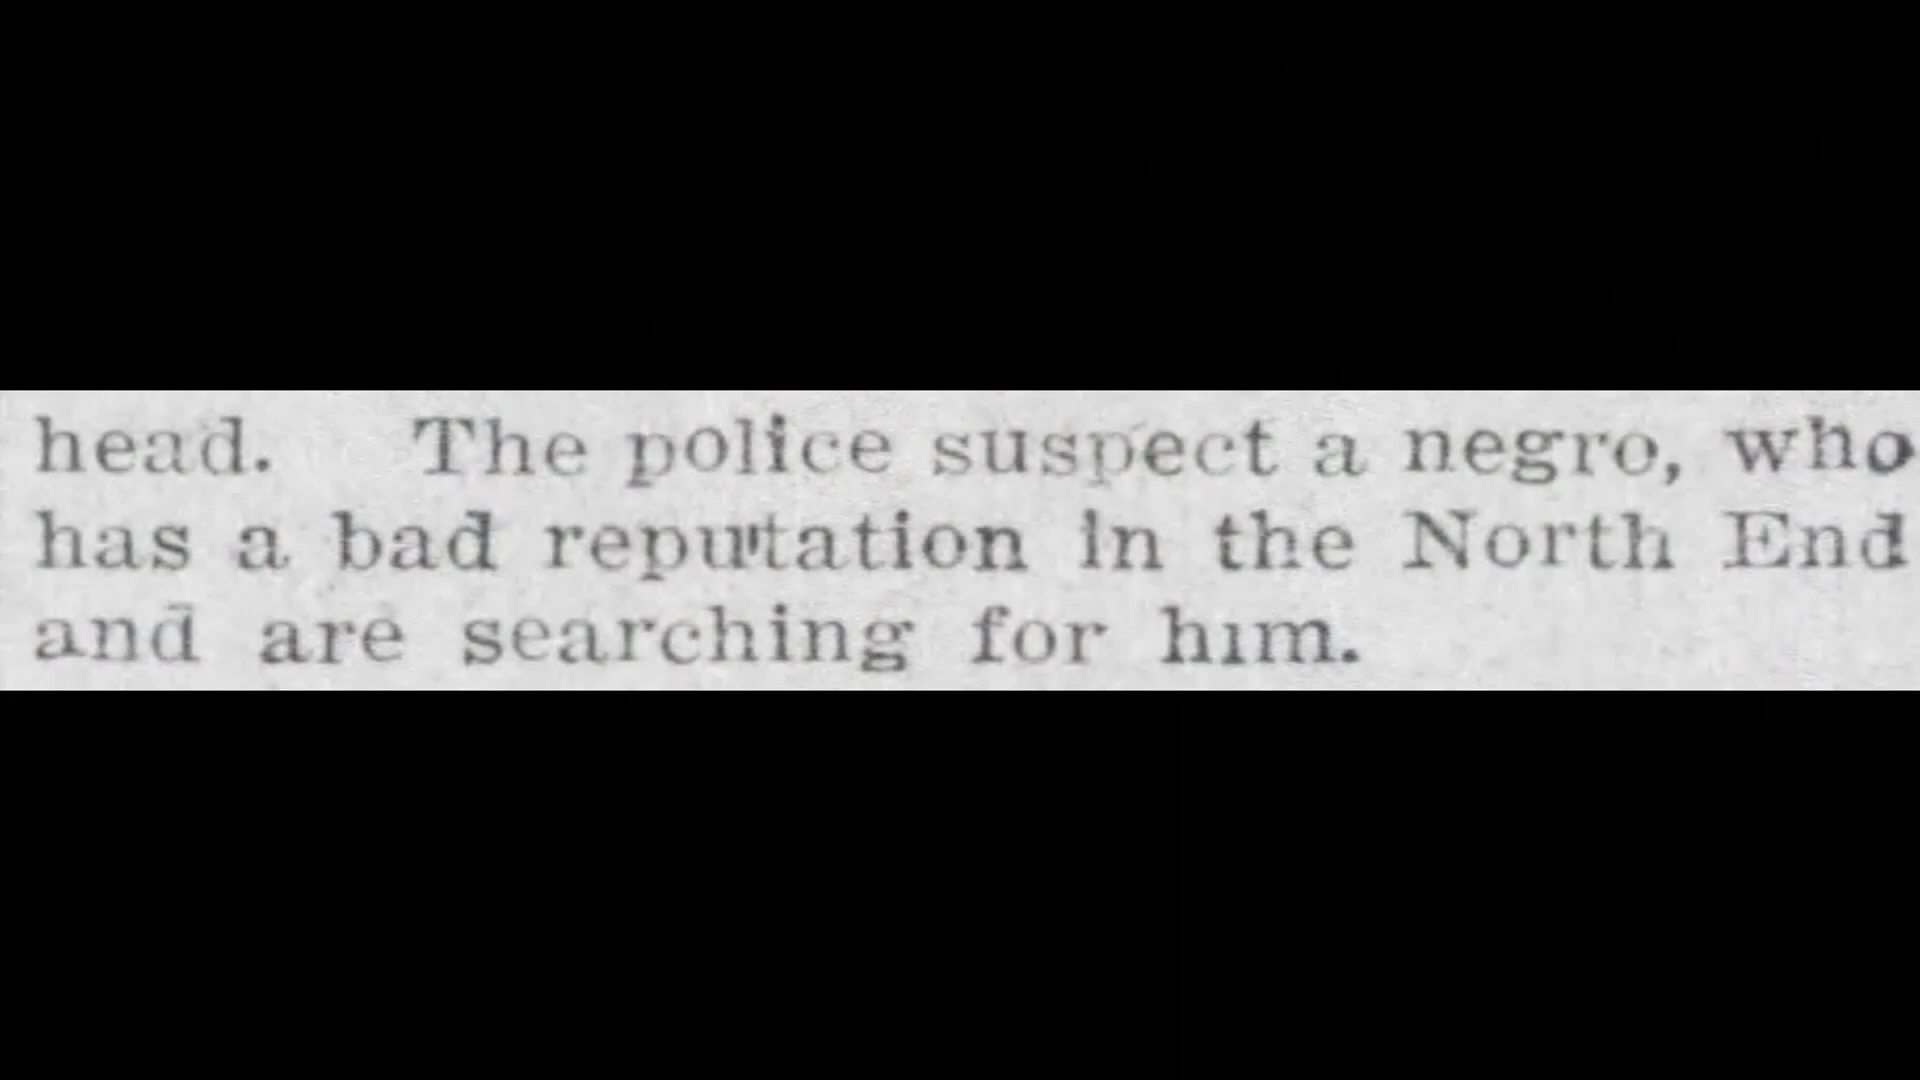 head. The police suspect a negro, who
has a bad reputation in the North End
and are searching for him.